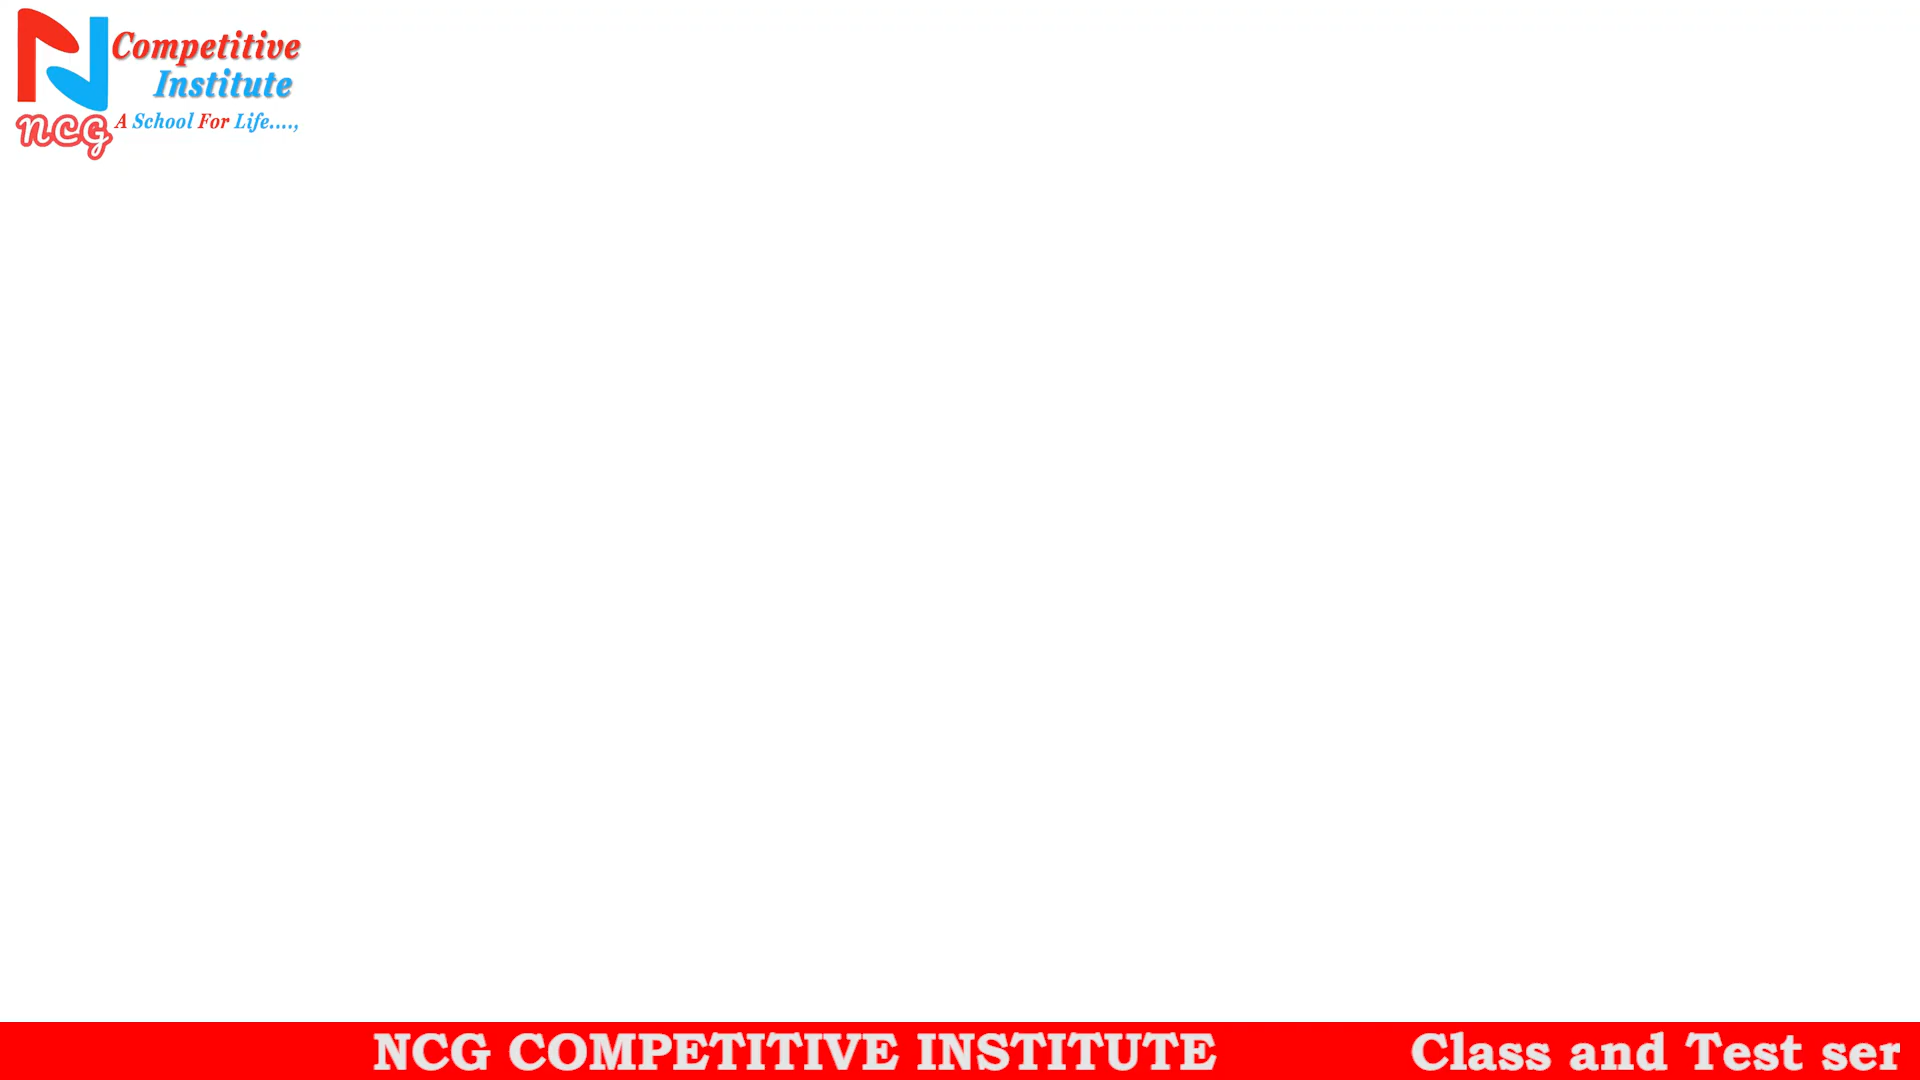 Competitive
Institute
ncg A School For Life....,
NCG COMPETITIVE INSTITUTE Class and Test ser